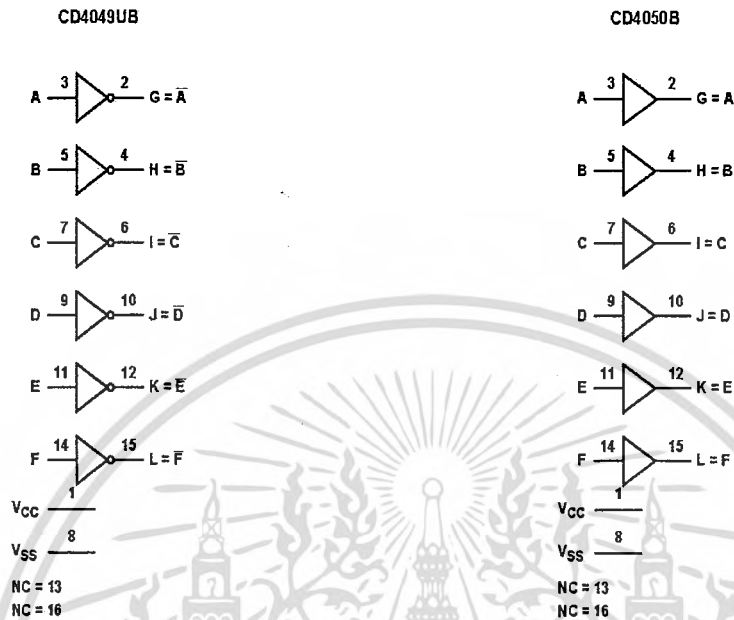 CD4049UB
A 3 2 G = A̅
B 5 4 H = B̅
C 7 6 I = C̅
D 9 10 J = D̅
E 11 12 K = E̅
F 14 15 L = F̅
1
VCC
8
VSS
NC = 13
NC = 16
CD4050B
A 3 2 G = A
B 5 4 H = B
C 7 6 I = C
D 9 10 J = D
E 11 12 K = E
F 14 15 L = F
1
VCC
8
VSS
NC = 13
NC = 16